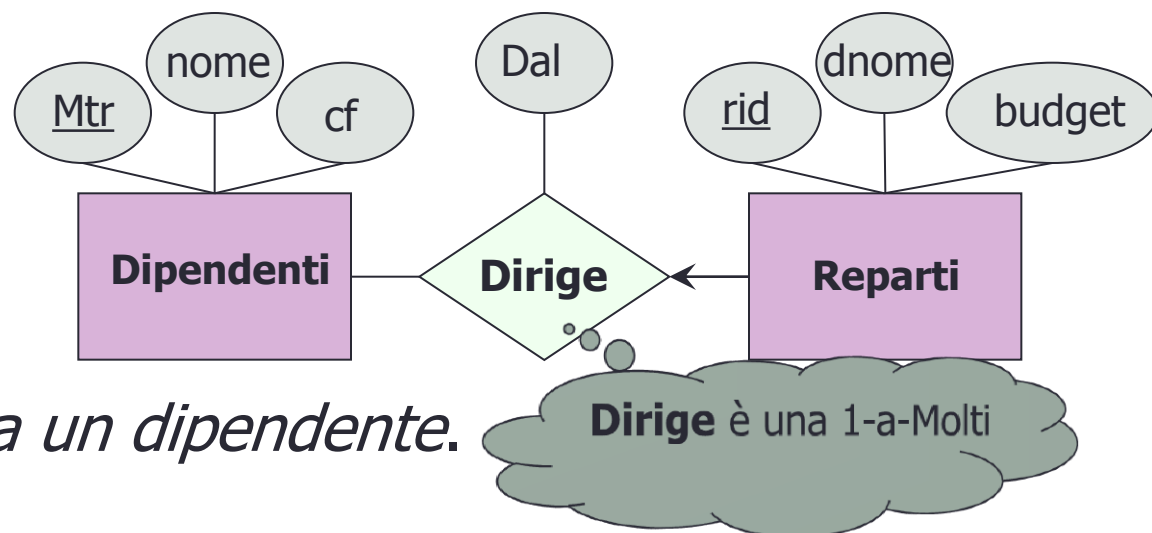 nome
Dal
dnome
Mtr
cf
rid
budget
Dipendenti
Dirige
Reparti
a un dipendente.
Dirige è una 1-a-Molti